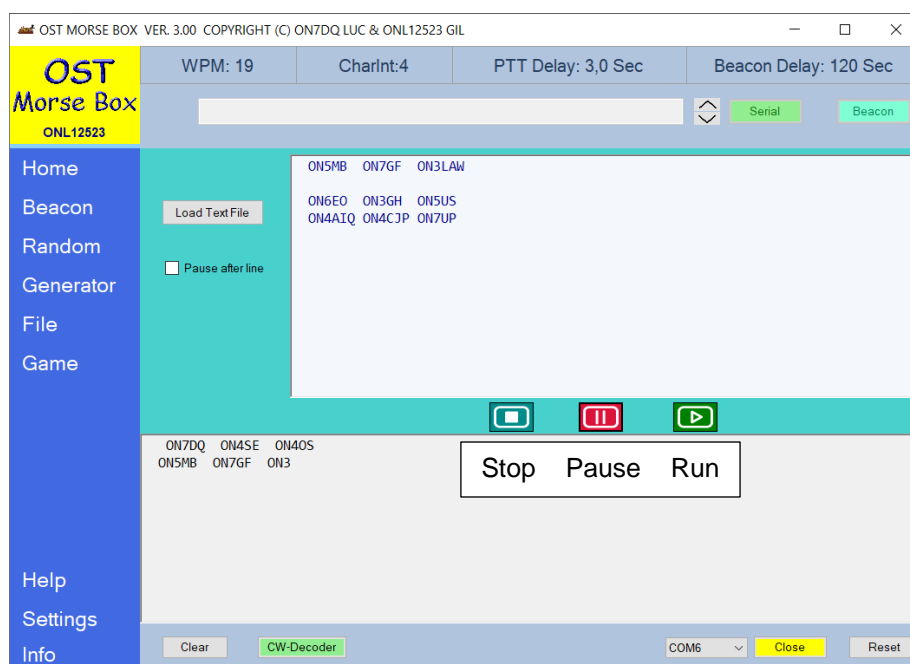 OST MORSE BOX VER. 3.00 COPYRIGHT (C) ON7DQ LUC & ONL12523 GIL
OST
Morse Box
ONL12523
WPM: 19 CharInt:4 PTT Delay: 3,0 Sec Beacon Delay: 120 Sec
Serial Beacon
Home
Beacon
Random
Generator
File
Game
Help
Settings
Info
Load Text File
Pause after line
ON5MB ON7GF ON3LAW
ON6EO ON3GH ON5US
ON4AIQ ON4CJP ON7UP
ON7DQ ON4SE ON4OS
ON5MB ON7GF ON3
Stop Pause Run
Clear CW-Decoder COM6 Close Reset